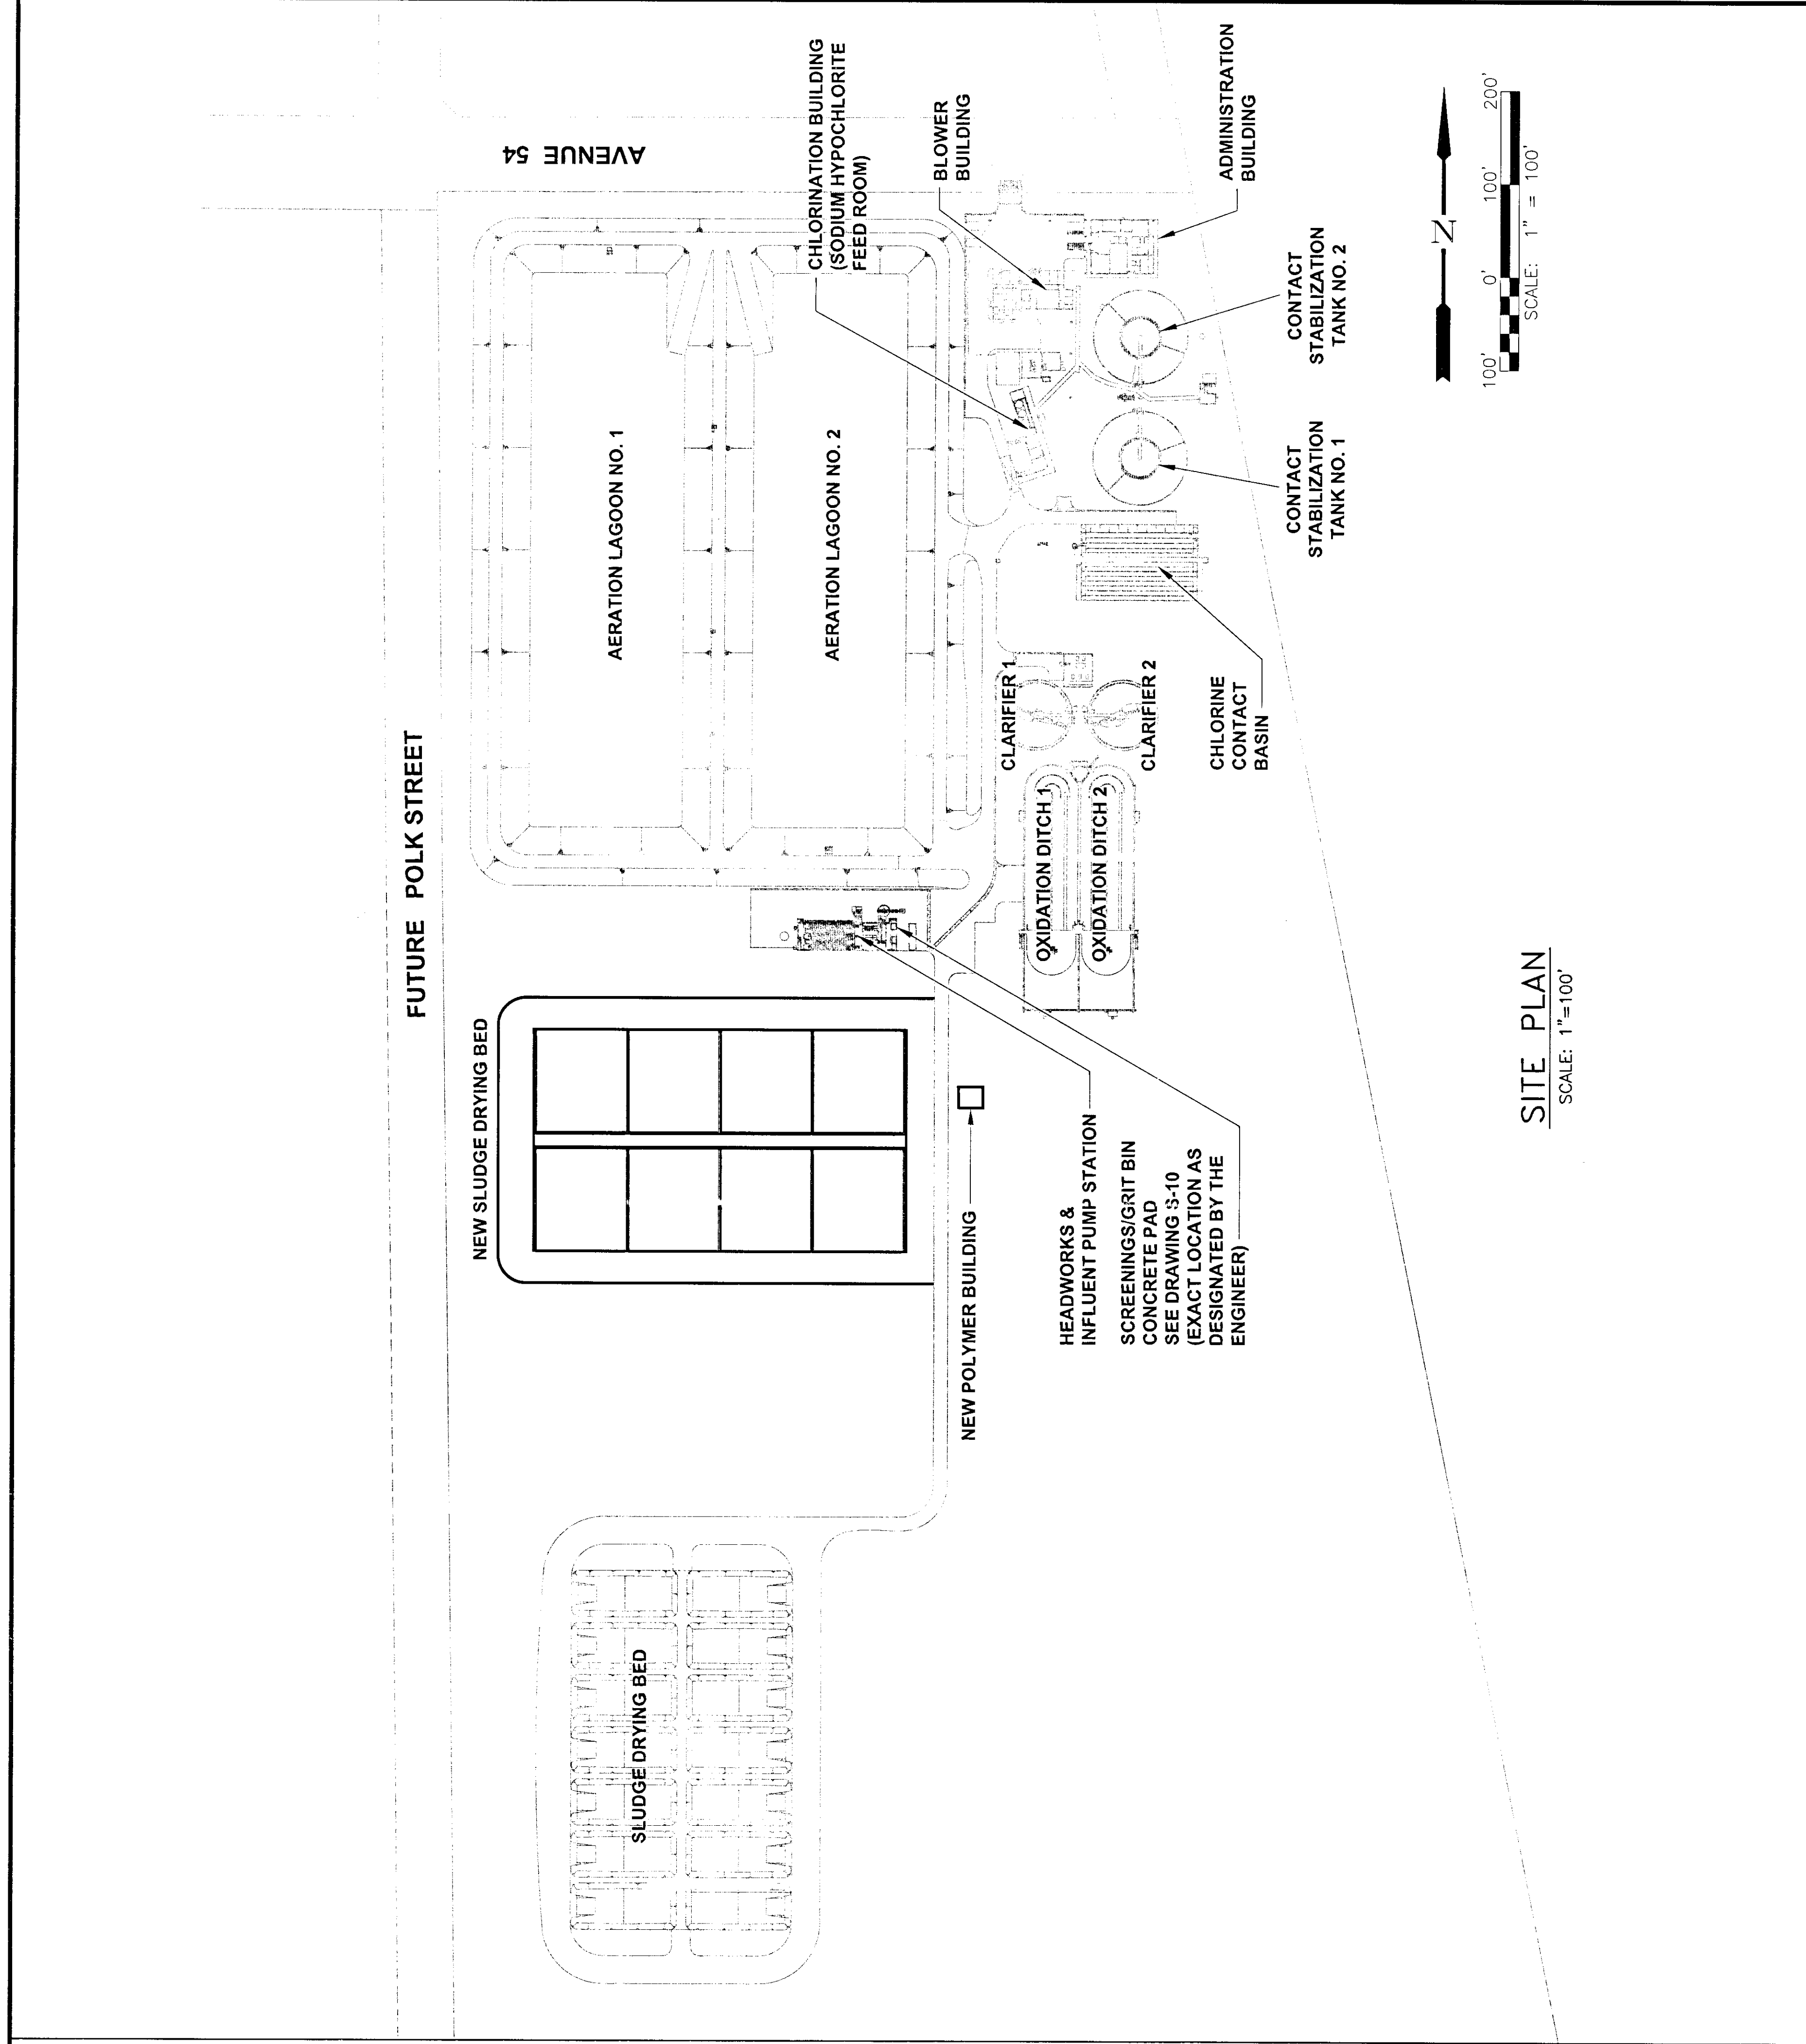 FUTURE POLK STREET
AVENUE 54
AERATION LAGOON NO. 1
AERATION LAGOON NO. 2
CHLORINATION BUILDING
(SODIUM HYPOCHLORITE
FEED ROOM)
BLOWER
BUILDING
ADMINISTRATION
BUILDING
CONTACT
STABILIZATION
TANK NO. 2
CONTACT
STABILIZATION
TANK NO. 1
CHLORINE
CONTACT
BASIN
CLARIFIER 1
CLARIFIER 2
OXIDATION DITCH 1
OXIDATION DITCH 2
NEW SLUDGE DRYING BED
NEW POLYMER BUILDING
HEADWORKS &
INFLUENT PUMP STATION
SCREENINGS/GRIT BIN
CONCRETE PAD
SEE DRAWING S-10
(EXACT LOCATION AS
DESIGNATED BY THE
ENGINEER)
SLUDGE DRYING BED
N
100' 0' 100' 200'
SCALE: 1" = 100'
SITE PLAN
SCALE: 1"=100'